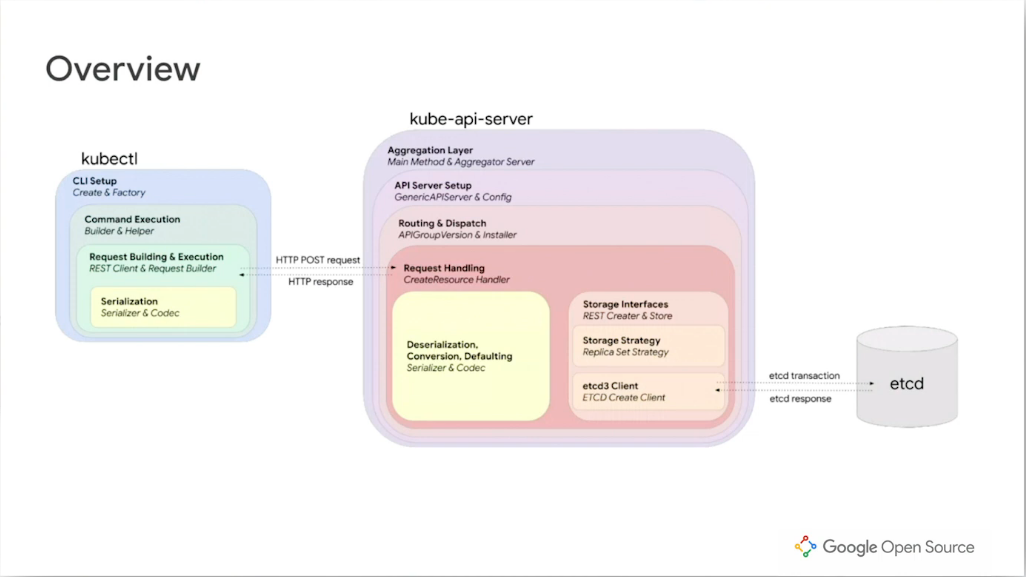 Overview
kube-api-server
kubectl
Aggregation Layer
Main Method & Aggregator Server
CLI Setup
Create & Factory
API Server Setup
GenericAPIServer & Config
Command Execution
Builder & Helper
Routing & Dispatch
APIGroupVersion & Installer
Request Building & Execution
REST Client & Request Builder
HTTP POST request
HTTP response
Request Handling
CreateResource Handler
Serialization
Serializer & Codec
Deserialization,
Conversion, Defaulting
Serializer & Codec
Storage Interfaces
REST Creater & Store
Storage Strategy
Replica Set Strategy
etcd3 Client
ETCD Create Client
etcd transaction
etcd response
etcd
Google Open Source